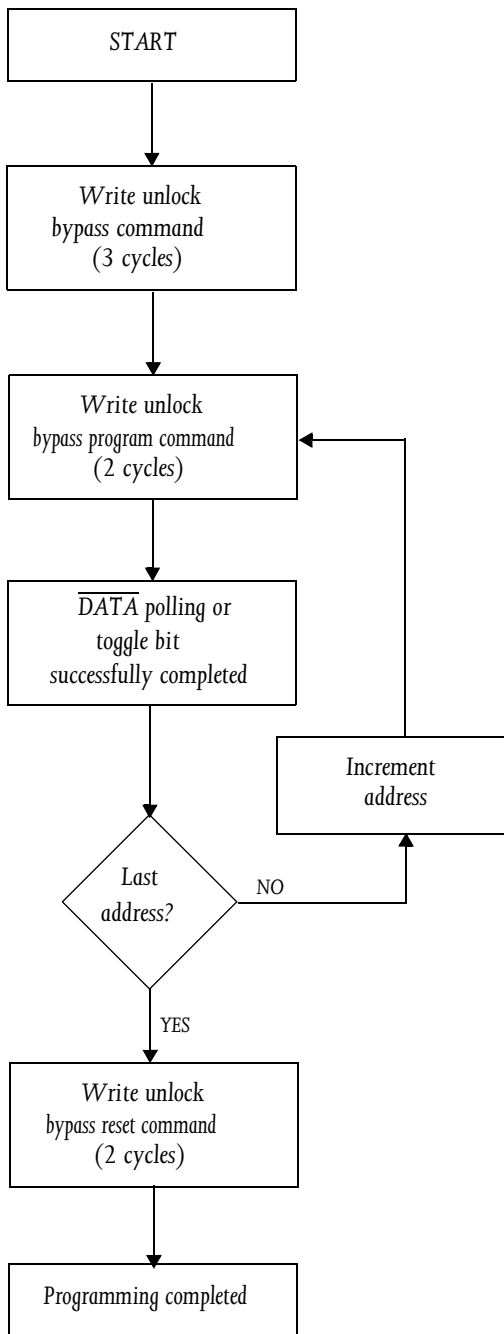 START
Write unlock
bypass command
(3 cycles)
Write unlock
bypass program command
(2 cycles)
D̅A̅T̅A̅ polling or
toggle bit
successfully completed
Increment
address
Last
address?
NO
YES
Write unlock
bypass reset command
(2 cycles)
Programming completed